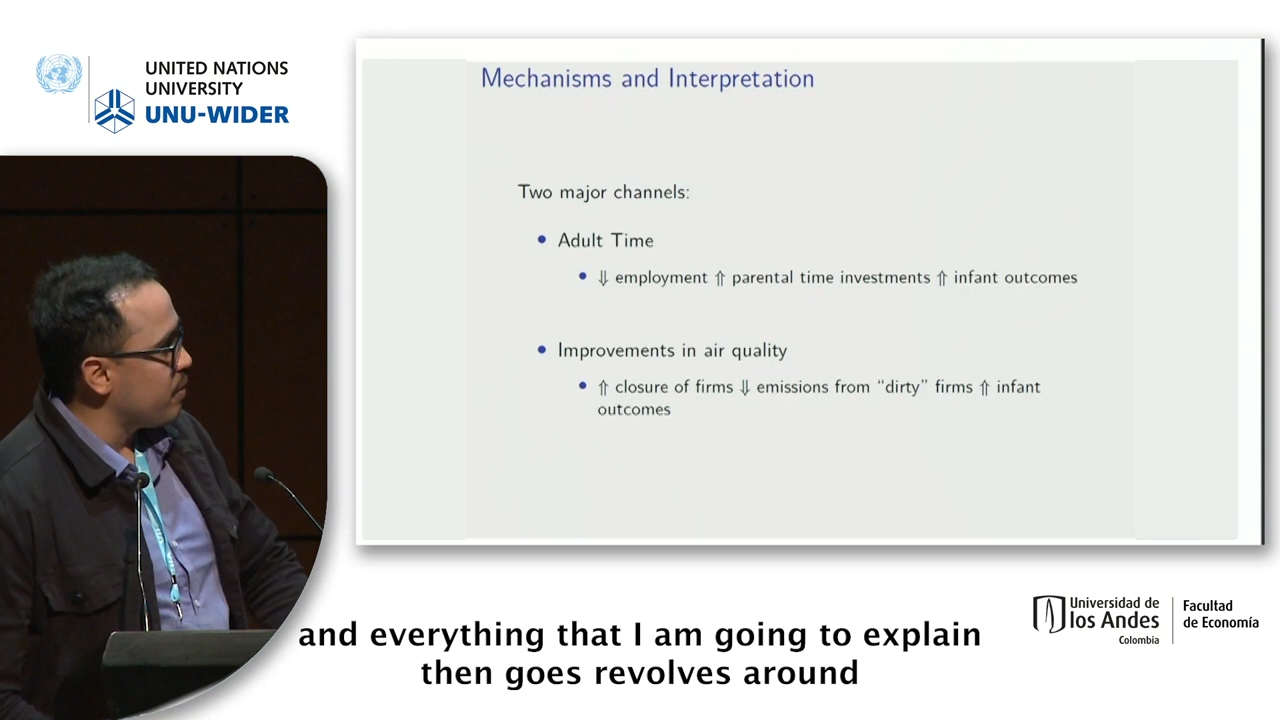 UNITED NATIONS
UNIVERSITY
UNU-WIDER
Mechanisms and Interpretation
Two major channels:
• Adult Time
• ⇓ employment ⇑ parental time investments ⇑ infant outcomes
• Improvements in air quality
• ⇑ closure of firms ⇓ emissions from “dirty” firms ⇑ infant
outcomes
Universidad de
los Andes
Colombia
Facultad
de Economía
and everything that I am going to explain
then goes revolves around